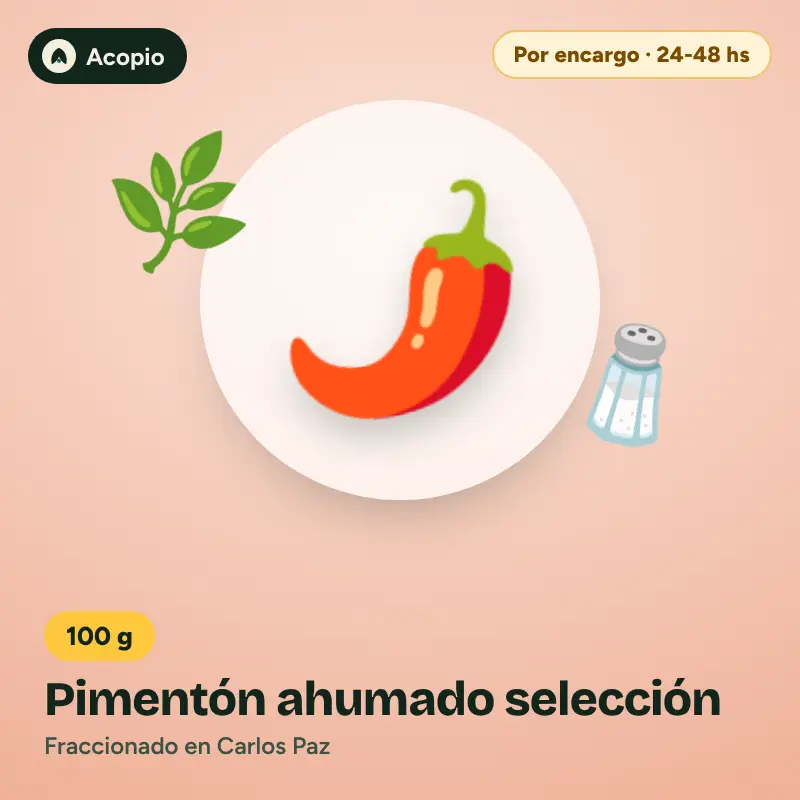 Acopio
Por encargo · 24-48 hs
100 g
Pimentón ahumado selección
Fraccionado en Carlos Paz